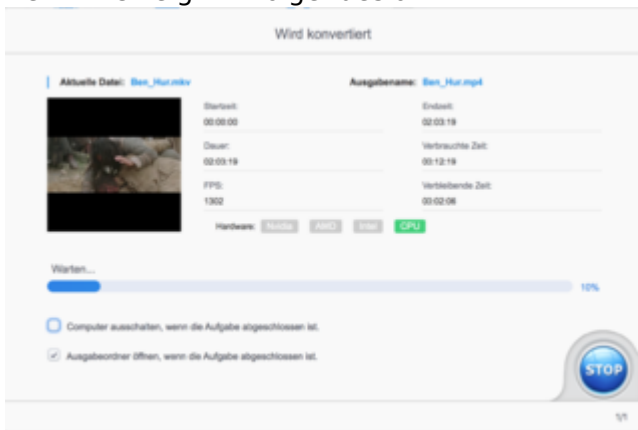 Wird konvertiert
Aktuelle Datei: Ben_Hur.mkv
Ausgabename: Ben_Hur.mp4
Startzeit:
00:00:00
Endzeit:
02:03:19
Dauer:
02:03:19
Verbrauchte Zeit:
00:12:19
FPS:
1302
Verbleibende Zeit:
00:02:06
Hardware: Nvidia AMD Intel CPU
Warten...
10%
Computer ausschalten, wenn die Aufgabe abgeschlossen ist.
Ausgabeordner öffnen, wenn die Aufgabe abgeschlossen ist.
STOP
1/1